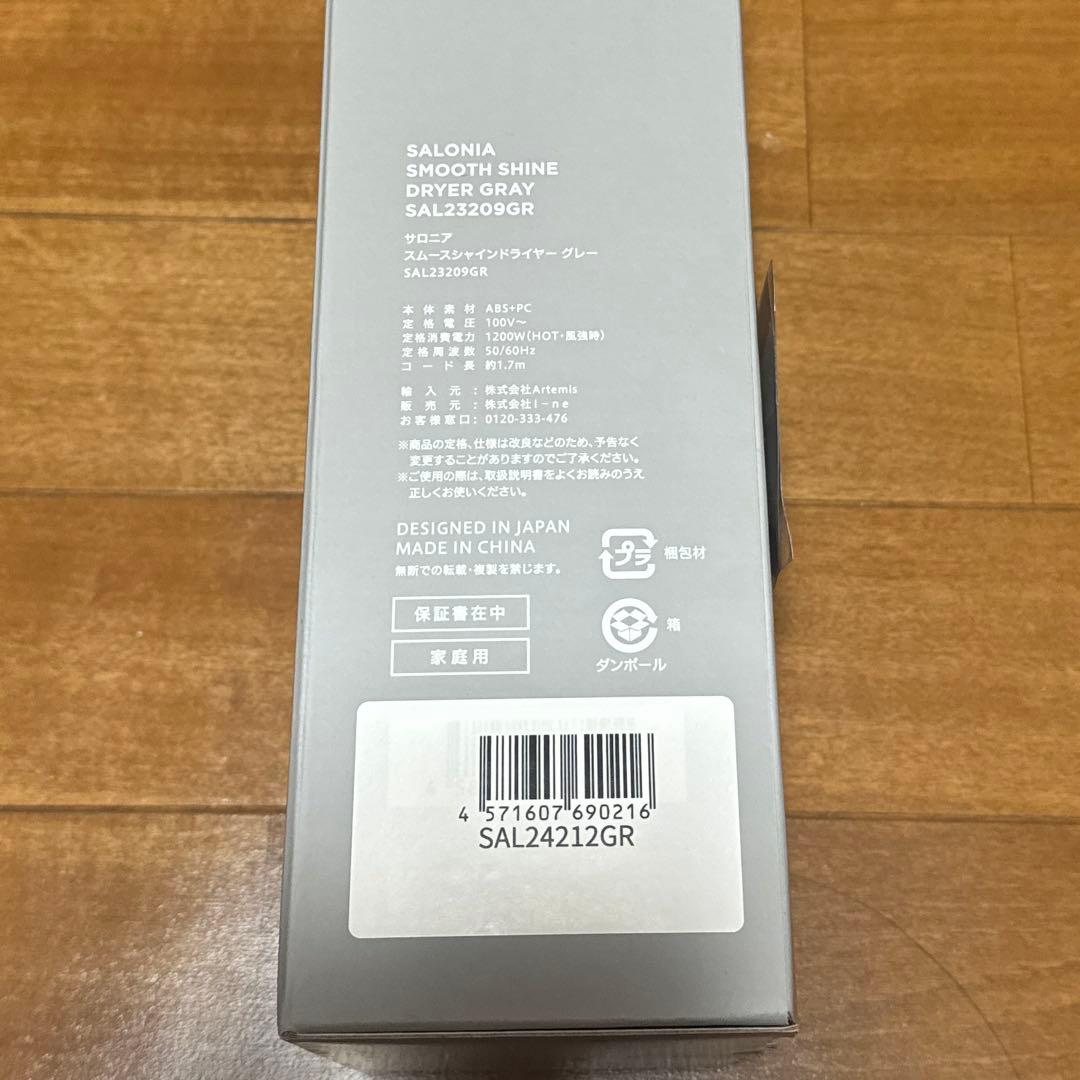 SALONIA
SMOOTH SHINE
DRYER GRAY
SAL23209GR
サロニア
スムースシャインドライヤー グレー
SAL23209GR
本体素材 ABS+PC
定格電圧 100V～
定格消費電力 1200W(HOT・風強時)
定格周波数 50/60Hz
コード長 約1.7m
輸入元:株式会社Artemis
販売元:株式会社I-ne
お客様窓口:0120-333-476
※商品の定格、仕様は改良などのため、予告なく
変更することがありますのでご了承ください。
※ご使用の際は、取扱説明書をよくお読みのうえ
正しくお使いください。
DESIGNED IN JAPAN
MADE IN CHINA
無断での転載・複製を禁じます。
プラ 梱包材
保証書在中
家庭用
箱
ダンボール
4 571607 690216
SAL24212GR